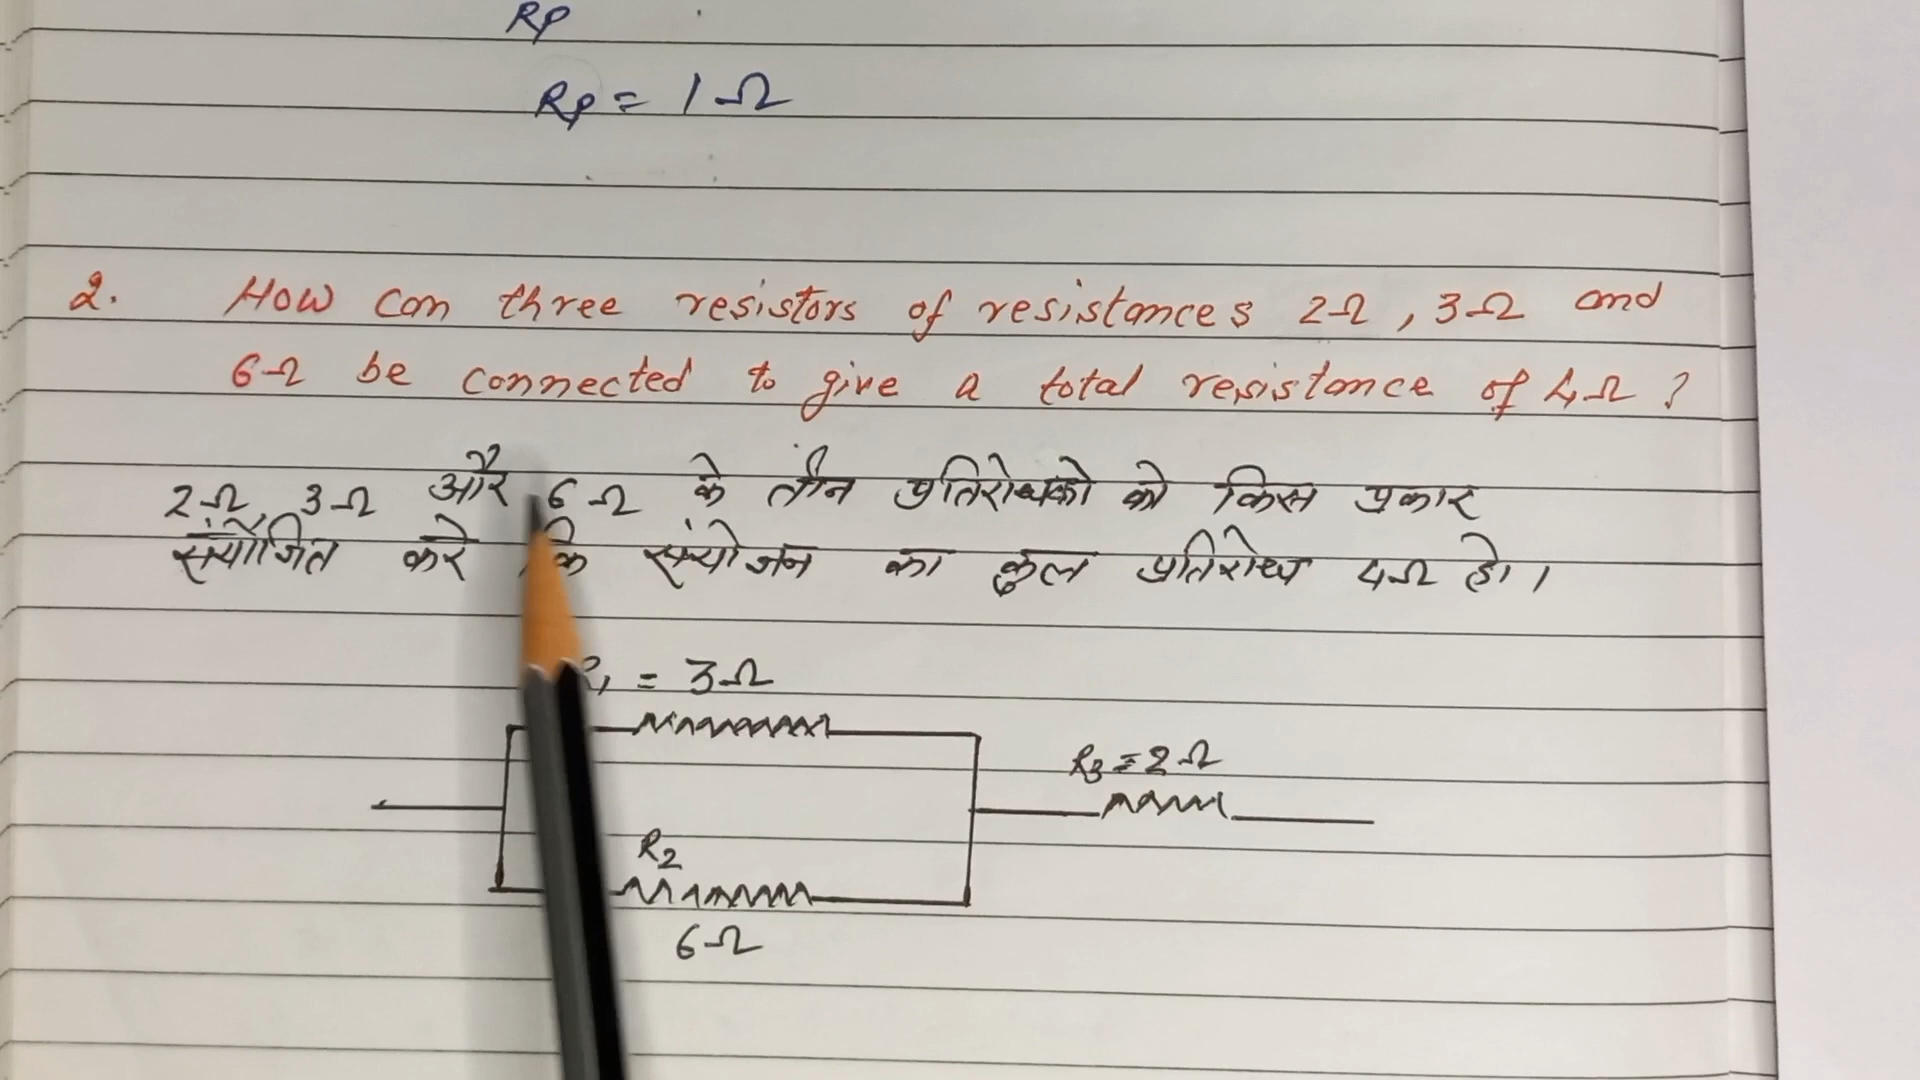 Rp
Rp = 1Ω
2. How can three resistors of resistances 2Ω, 3Ω and
6Ω be connected to give a total resistance of 4Ω ?
2Ω, 3Ω और 6Ω के तीन प्रतिरोधको को किस प्रकार
संयोजित करे कि संयोजन का कुल प्रतिरोध 4Ω हो।
R1 = 3Ω
R3 = 2Ω
R2
6Ω